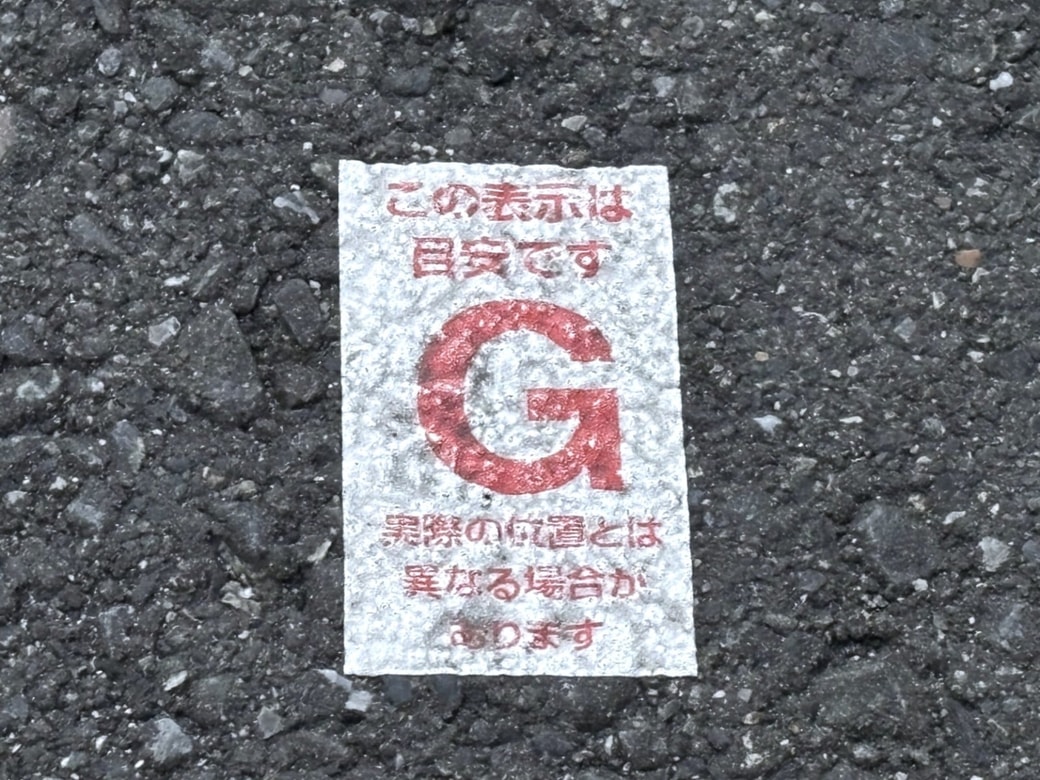 この表示は
目安です
G
実際の位置とは
異なる場合が
あります